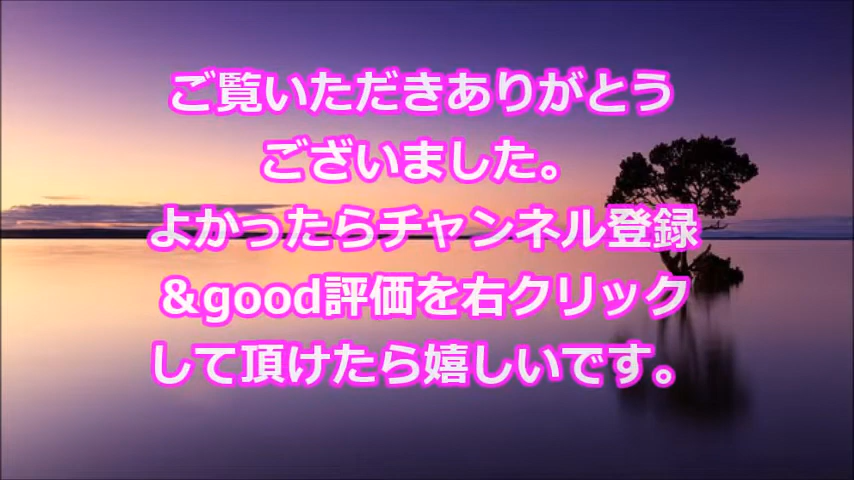 ご覧いただきありがとう
ございました。
よかったらチャンネル登録
&good評価を右クリック
して頂けたら嬉しいです。